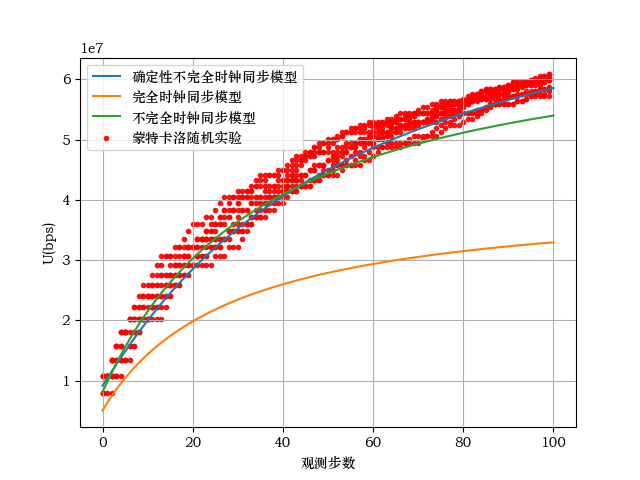 1e7
确定性不完全时钟同步模型
完全时钟同步模型
不完全时钟同步模型
蒙特卡洛随机实验
6
5
4
3
2
1
U(bps)
0 20 40 60 80 100
观测步数